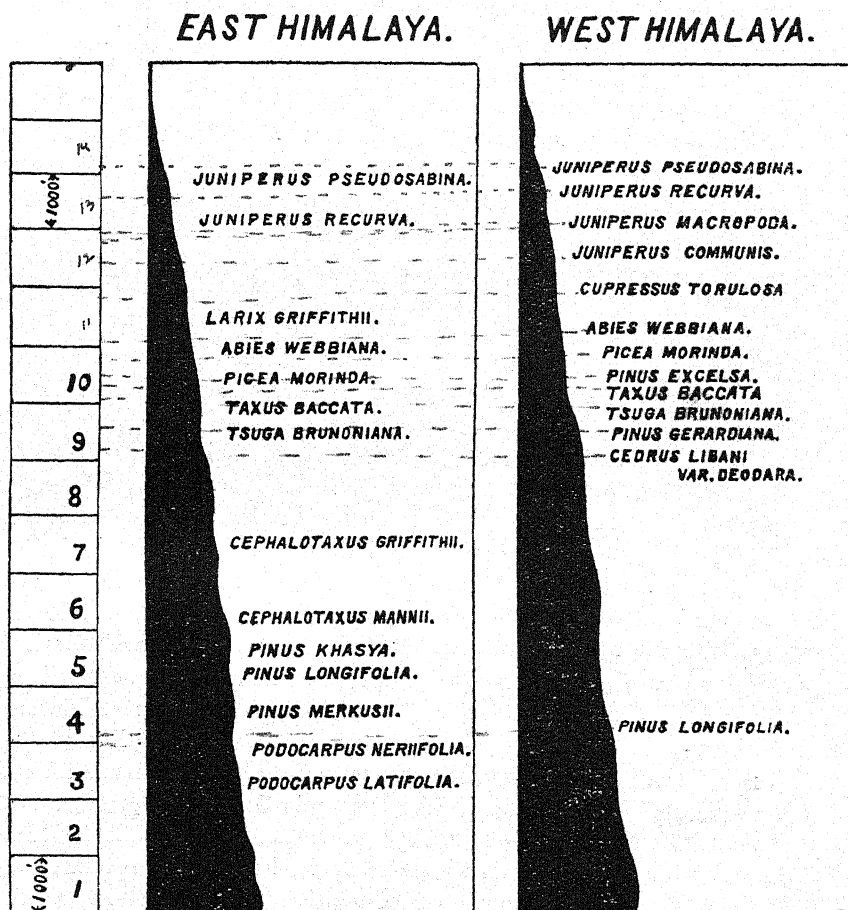 EAST HIMALAYA.
WEST HIMALAYA.
14
13
(1000')
12
11
10
9
8
7
6
5
4
3
2
1
(1000')
JUNIPERUS PSEUDOSABINA.
JUNIPERUS RECURVA.
LARIX GRIFFITHII.
ABIES WEBBIANA.
PICEA MORINDA.
TAXUS BACCATA.
TSUGA BRUNONIANA.
CEPHALOTAXUS GRIFFITHII.
CEPHALOTAXUS MANNII.
PINUS KHASYA.
PINUS LONGIFOLIA.
PINUS MERKUSII.
PODOCARPUS NERIIFOLIA.
PODOCARPUS LATIFOLIA.
JUNIPERUS PSEUDOSABINA.
JUNIPERUS RECURVA.
JUNIPERUS MACROPODA.
JUNIPERUS COMMUNIS.
CUPRESSUS TORULOSA
ABIES WEBBIANA.
PICEA MORINDA.
PINUS EXCELSA.
TAXUS BACCATA
TSUGA BRUNONIANA.
PINUS GERARDIANA.
CEDRUS LIBANI
VAR. DEODARA.
PINUS LONGIFOLIA.